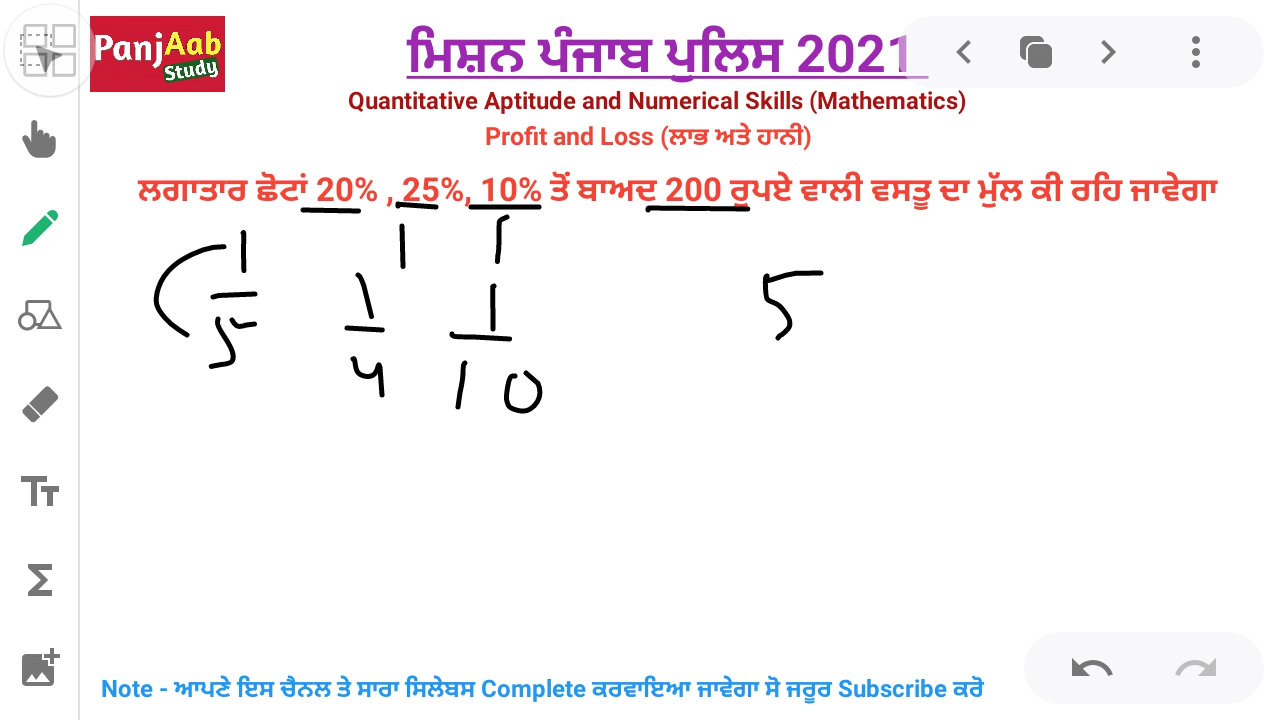 PanjAab
Study
ਮਿਸ਼ਨ ਪੰਜਾਬ ਪੁਲਿਸ 2021
Quantitative Aptitude and Numerical Skills (Mathematics)
Profit and Loss (ਲਾਭ ਅਤੇ ਹਾਨੀ)
ਲਗਾਤਾਰ ਛੋਟਾਂ 20% , 25%, 10% ਤੋਂ ਬਾਅਦ 200 ਰੁਪਏ ਵਾਲੀ ਵਸਤੂ ਦਾ ਮੁੱਲ ਕੀ ਰਹਿ ਜਾਵੇਗਾ
1/5 1/4 1/10 5
Tт
Σ
Note - ਆਪਣੇ ਇਸ ਚੈਨਲ ਤੇ ਸਾਰਾ ਸਿਲੇਬਸ Complete ਕਰਵਾਇਆ ਜਾਵੇਗਾ ਸੋ ਜਰੂਰ Subscribe ਕਰੋ